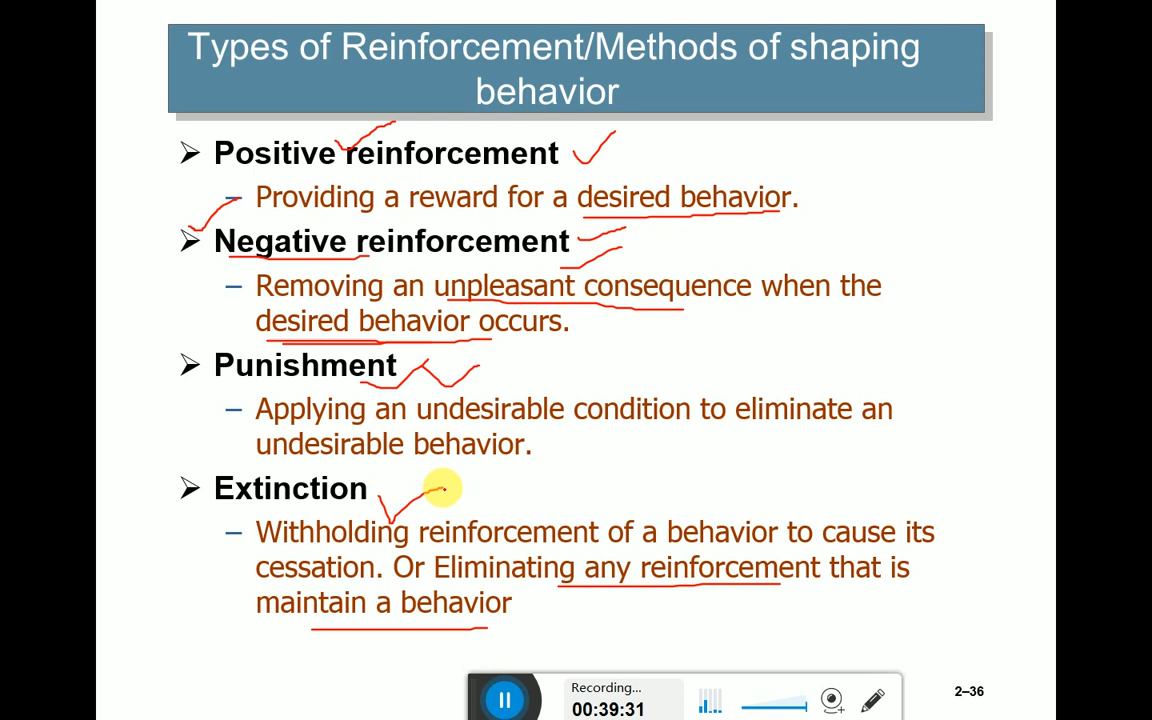 Types of Reinforcement/Methods of shaping
behavior
Positive reinforcement
– Providing a reward for a desired behavior.
Negative reinforcement
– Removing an unpleasant consequence when the
desired behavior occurs.
Punishment
– Applying an undesirable condition to eliminate an
undesirable behavior.
Extinction
– Withholding reinforcement of a behavior to cause its
cessation. Or Eliminating any reinforcement that is
maintain a behavior
Recording...
00:39:31
2–36